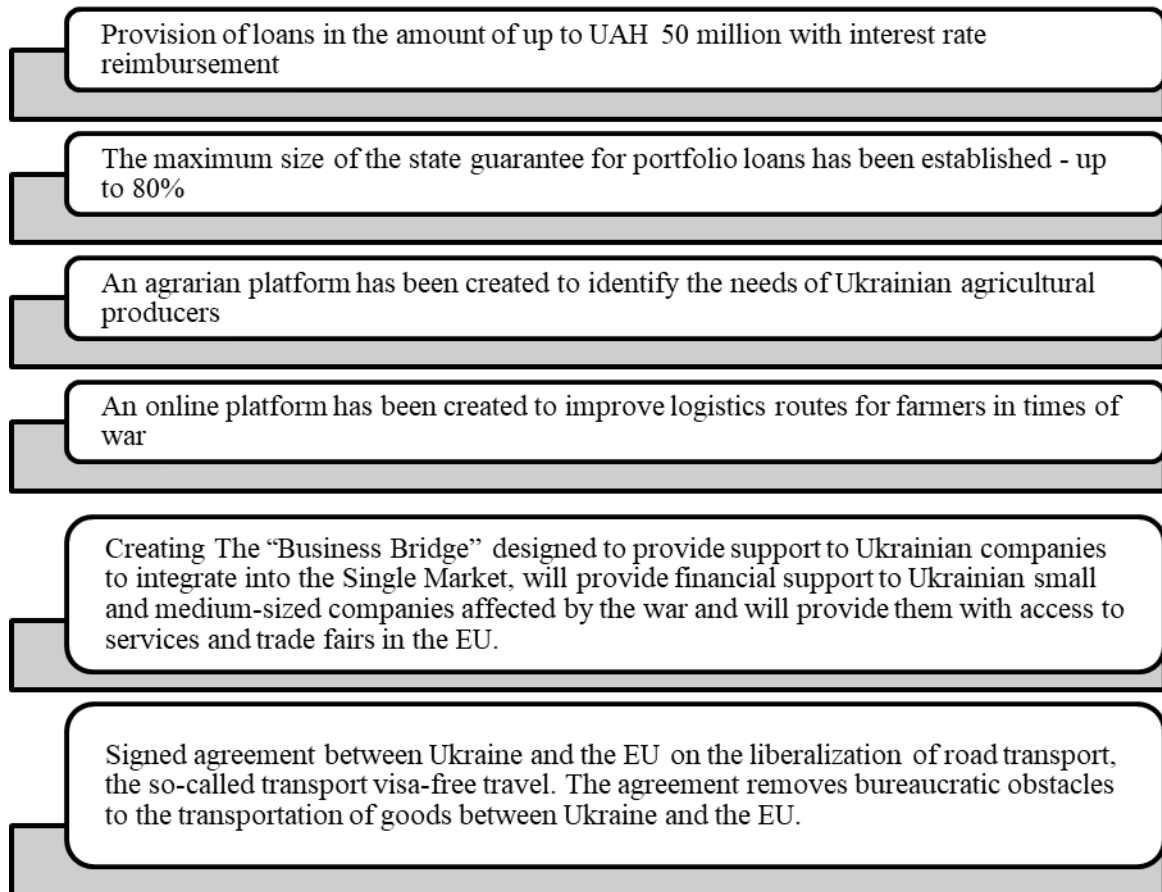 Provision of loans in the amount of up to UAH 50 million with interest rate
reimbursement
The maximum size of the state guarantee for portfolio loans has been established - up
to 80%
An agrarian platform has been created to identify the needs of Ukrainian agricultural
producers
An online platform has been created to improve logistics routes for farmers in times of
war
Creating The “Business Bridge” designed to provide support to Ukrainian companies
to integrate into the Single Market, will provide financial support to Ukrainian small
and medium-sized companies affected by the war and will provide them with access to
services and trade fairs in the EU.
Signed agreement between Ukraine and the EU on the liberalization of road transport,
the so-called transport visa-free travel. The agreement removes bureaucratic obstacles
to the transportation of goods between Ukraine and the EU.